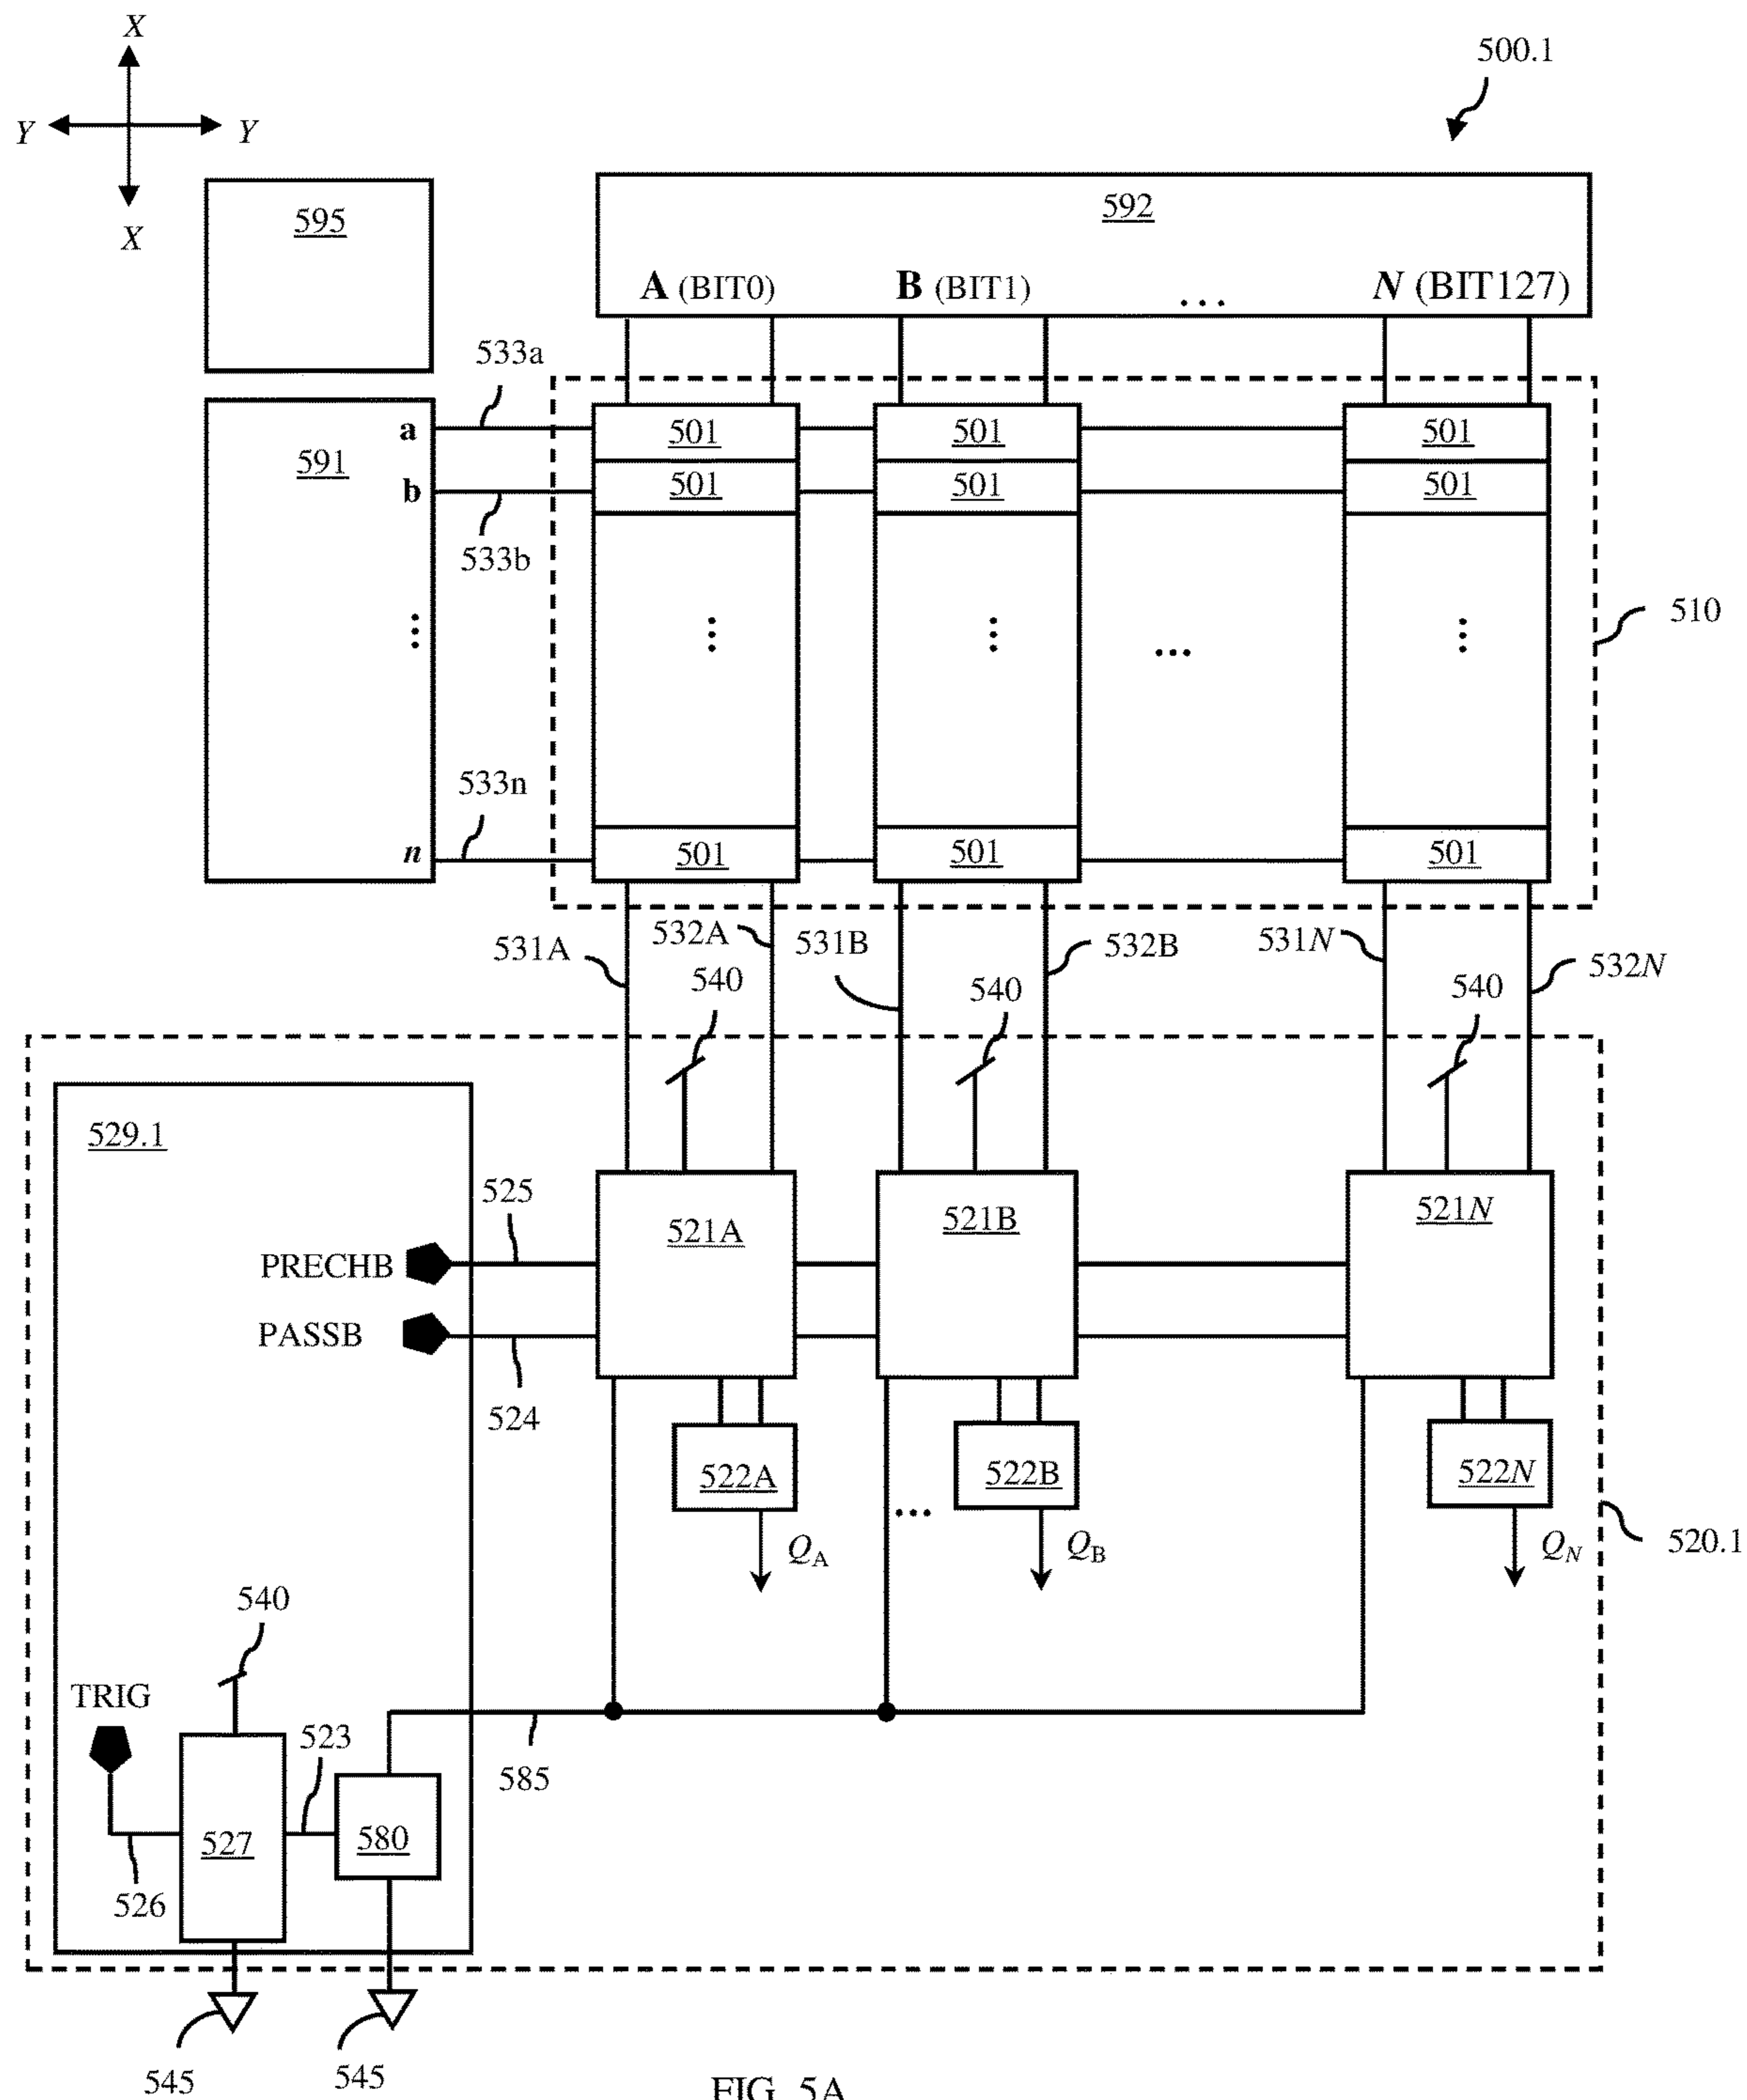 X
500.1
Y Y
595 592
X
A (BIT0) B (BIT1) ... N (BIT127)
533a
a 501 501 501
591
b 501 501 501
533b
510
...
533n
n 501 501 501
531A 532A 531B 532B 531N 532N
540 540 540
529.1
525 521A 521B 521N
PRECHB
PASSB
524
522A 522B 522N
...
QA QB QN 520.1
540
TRIG
523
585
527 580
526
545 545
FIG. 5A